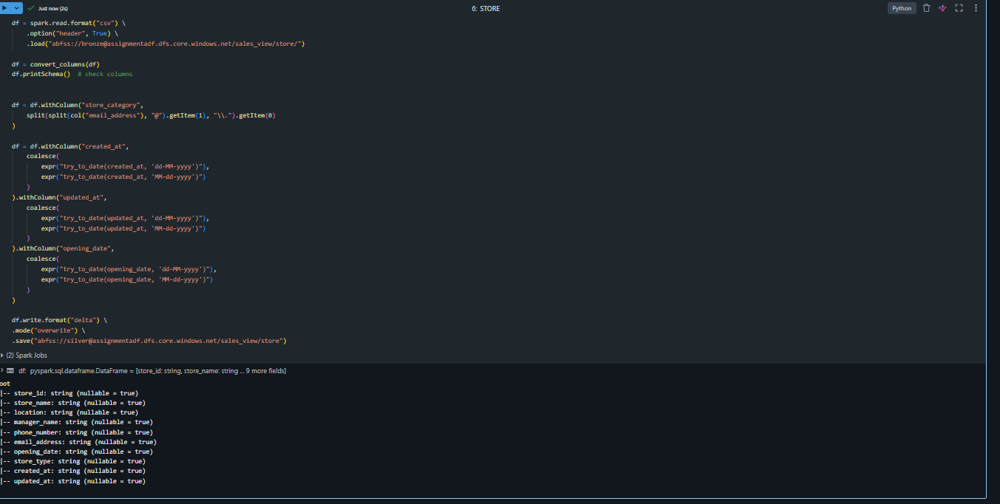 Just now (2s)
6: STORE
Python
df = spark.read.format("csv") \
.option("header", True) \
.load("abfss://bronze@assignmentadf.dfs.core.windows.net/sales_view/store/")
df = convert_columns(df)
df.printSchema()  # check columns
df = df.withColumn("store_category",
split(split(col("email_address"), "@").getItem(1), "\\.").getItem(0)
)
df = df.withColumn("created_at",
coalesce(
expr("try_to_date(created_at, 'dd-MM-yyyy')"),
expr("try_to_date(created_at, 'MM-dd-yyyy')")
)
).withColumn("updated_at",
coalesce(
expr("try_to_date(updated_at, 'dd-MM-yyyy')"),
expr("try_to_date(updated_at, 'MM-dd-yyyy')")
)
).withColumn("opening_date",
coalesce(
expr("try_to_date(opening_date, 'dd-MM-yyyy')"),
expr("try_to_date(opening_date, 'MM-dd-yyyy')")
)
)
df.write.format("delta") \
.mode("overwrite") \
.save("abfss://silver@assignmentadf.dfs.core.windows.net/sales_view/store")
(2) Spark Jobs
df: pyspark.sql.dataframe.DataFrame = [store_id: string, store_name: string ... 9 more fields]
oot
|-- store_id: string (nullable = true)
|-- store_name: string (nullable = true)
|-- location: string (nullable = true)
|-- manager_name: string (nullable = true)
|-- phone_number: string (nullable = true)
|-- email_address: string (nullable = true)
|-- opening_date: string (nullable = true)
|-- store_type: string (nullable = true)
|-- created_at: string (nullable = true)
|-- updated_at: string (nullable = true)